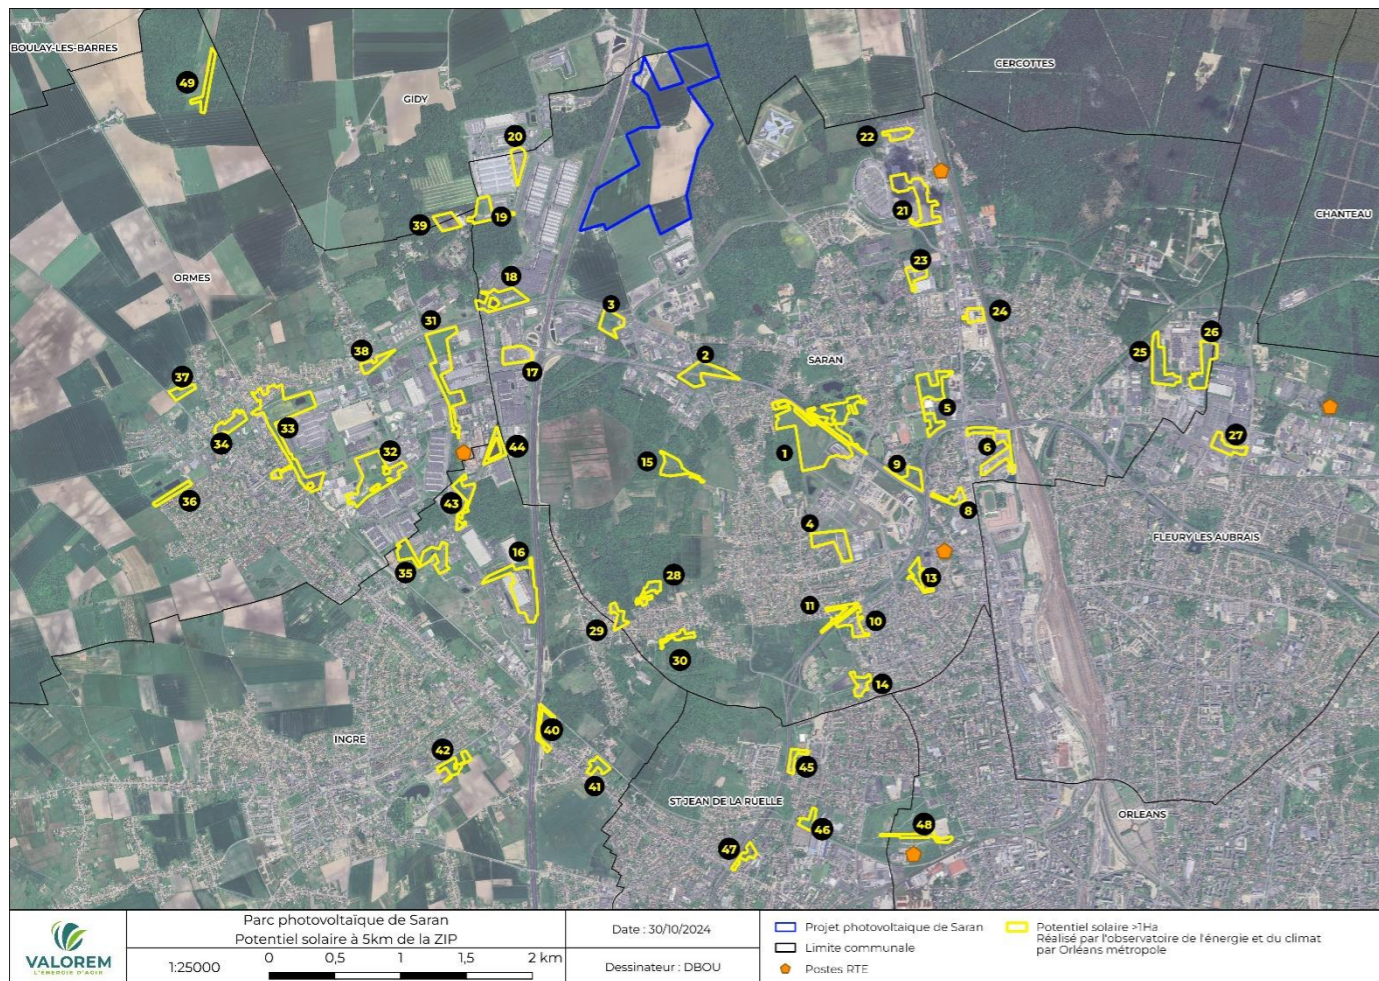 BOULAY-LES-BARRES
CERCOTTES
49
GIDY
22
20
21
CHANTEAU
39
19
ORMES
23
18
3
31
24
26
25
38
2
SARAN
17
37
5
34
33
44
6
27
32
15
1
9
36
43
8
4
FLEURY LES AUBRAIS
16
35
13
28
11
10
29
30
14
INGRE
40
42
45
41
ST JEAN DE LA RUELLE
ORLEANS
46
48
47
VALOREM
L'ÉNERGIE D'AGIR
Parc photovoltaïque de Saran
Potentiel solaire à 5km de la ZIP
1:25000
0 0,5 1 1,5 2 km
Date : 30/10/2024
Dessinateur : DBOU
Projet photovoltaique de Saran
Limite communale
Postes RTE
Potentiel solaire >1Ha
Réalisé par l'observatoire de l'énergie et du climat
par Orléans métropole